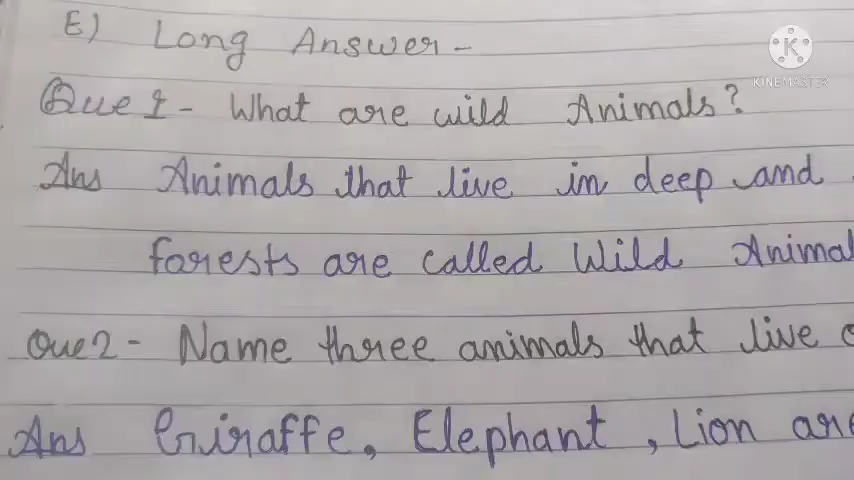 E) Long Answer -
Que 1 - What are wild Animals?
Ans Animals that live in deep and
forests are called Wild Animal
Que 2 - Name three animals that live
Ans Giraffe, Elephant, Lion are
K
KINEMASTER